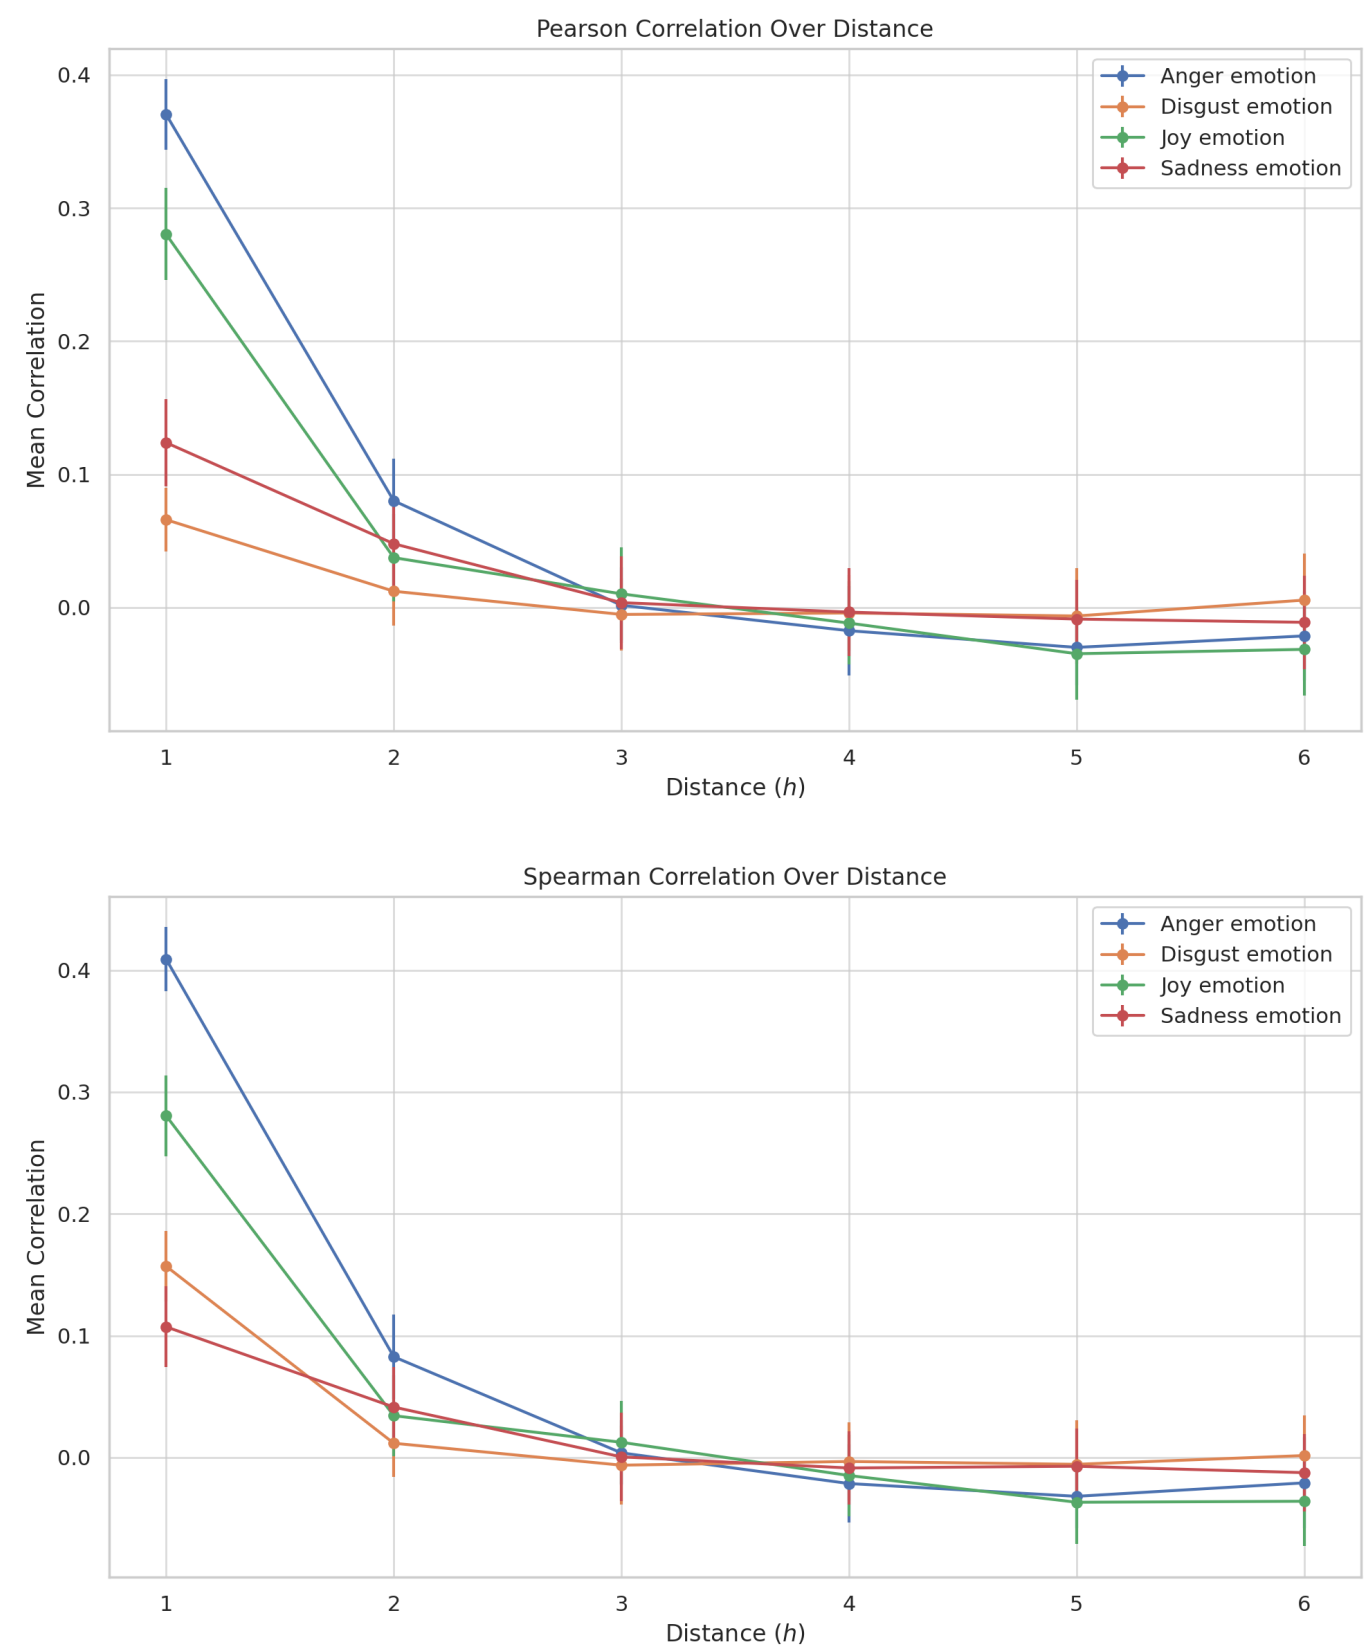 Pearson Correlation Over Distance
Anger emotion
Disgust emotion
Joy emotion
Sadness emotion
Mean Correlation
0.4
0.3
0.2
0.1
0.0
1 2 3 4 5 6
Distance (h)
Spearman Correlation Over Distance
Anger emotion
Disgust emotion
Joy emotion
Sadness emotion
Mean Correlation
0.4
0.3
0.2
0.1
0.0
1 2 3 4 5 6
Distance (h)